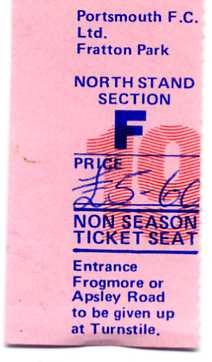 Portsmouth F.C.
Ltd.
Fratton Park
NORTH STAND
SECTION
F
10
PRICE
£5-60
NON SEASON
TICKET SEAT
Entrance
Frogmore or
Apsley Road
to be given up
at Turnstile.